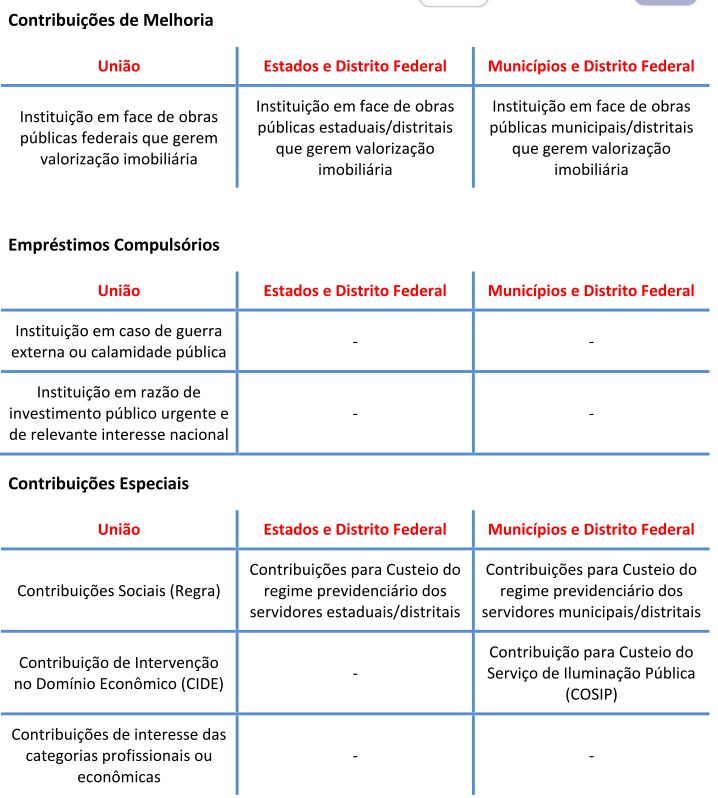 Contribuições de Melhoria
União
Estados e Distrito Federal
Municípios e Distrito Federal
Instituição em face de obras
públicas federais que gerem
valorização imobiliária
Instituição em face de obras
públicas estaduais/distritais
que gerem valorização
imobiliária
Instituição em face de obras
públicas municipais/distritais
que gerem valorização
imobiliária
Empréstimos Compulsórios
União
Estados e Distrito Federal
Municípios e Distrito Federal
Instituição em caso de guerra
externa ou calamidade pública
-
-
Instituição em razão de
investimento público urgente e
de relevante interesse nacional
-
-
Contribuições Especiais
União
Estados e Distrito Federal
Municípios e Distrito Federal
Contribuições Sociais (Regra)
Contribuições para Custeio do
regime previdenciário dos
servidores estaduais/distritais
Contribuições para Custeio do
regime previdenciário dos
servidores municipais/distritais
Contribuição de Intervenção
no Domínio Econômico (CIDE)
-
Contribuição para Custeio do
Serviço de Iluminação Pública
(COSIP)
Contribuições de interesse das
categorias profissionais ou
econômicas
-
-